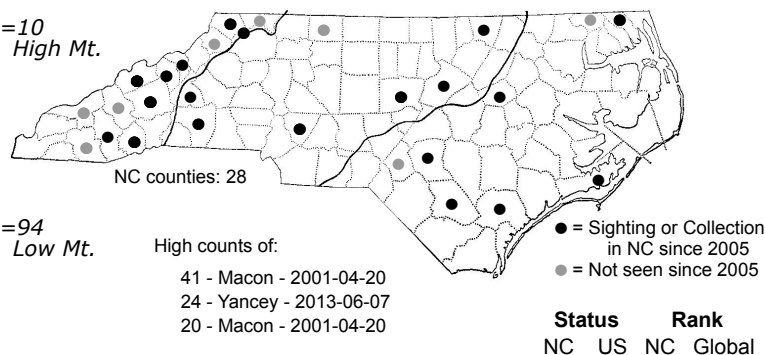 =10
High Mt.
NC counties: 28
=94
Low Mt.
High counts of:
41 - Macon - 2001-04-20
24 - Yancey - 2013-06-07
20 - Macon - 2001-04-20
● = Sighting or Collection
in NC since 2005
● = Not seen since 2005
Status Rank
NC US NC Global